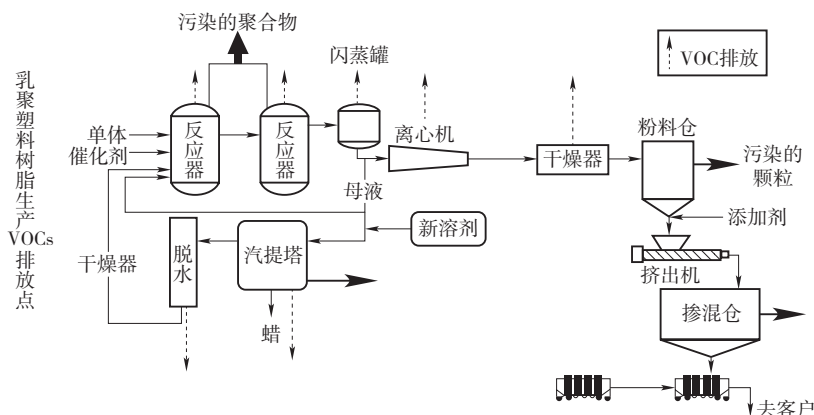 污染的聚合物
闪蒸罐
VOC排放
乳聚塑料树脂生产VOCs排放点
单体
催化剂
反应器
反应器
离心机
干燥器
粉料仓
污染的
颗粒
母液
添加剂
新溶剂
干燥器
脱水
汽提塔
挤出机
蜡
掺混仓
去客户